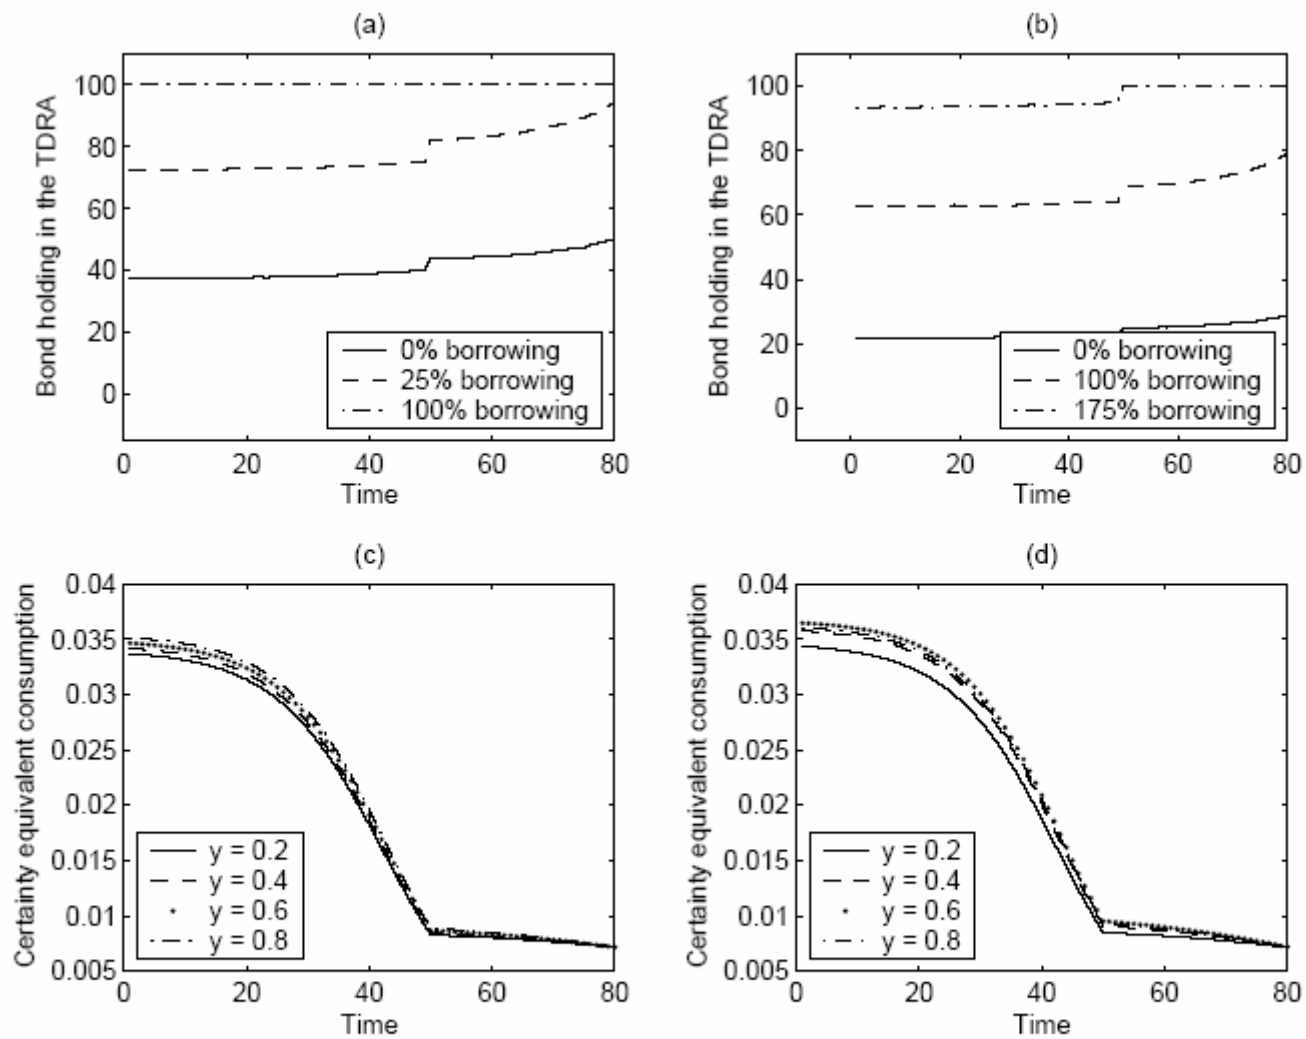 (a)
Bond holding in the TDRA
100
80
60
40
20
0
0% borrowing
25% borrowing
100% borrowing
0 20 40 60 80
Time
(b)
Bond holding in the TDRA
100
80
60
40
20
0
0% borrowing
100% borrowing
175% borrowing
0 20 40 60 80
Time
(c)
Certainty equivalent consumption
0.04
0.035
0.03
0.025
0.02
0.015
0.01
0.005
y = 0.2
y = 0.4
y = 0.6
y = 0.8
0 20 40 60 80
Time
(d)
Certainty equivalent consumption
0.04
0.035
0.03
0.025
0.02
0.015
0.01
0.005
y = 0.2
y = 0.4
y = 0.6
y = 0.8
0 20 40 60 80
Time